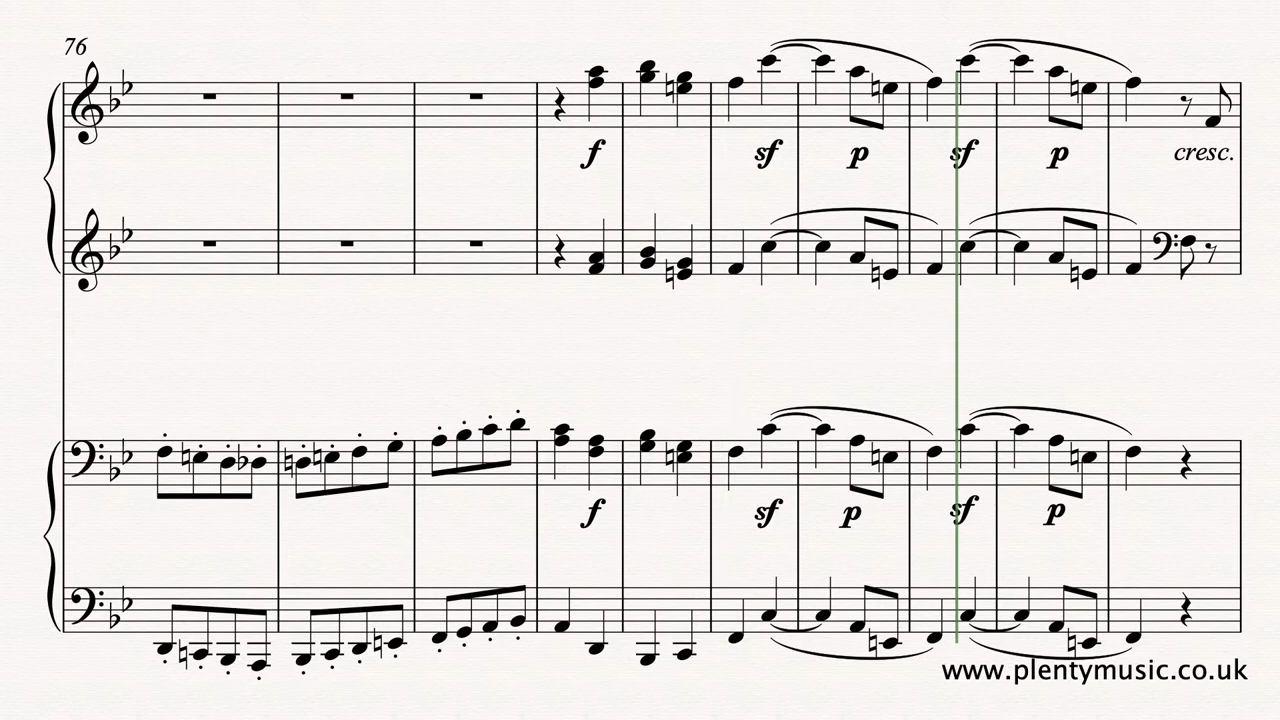 76
f sf p sf p cresc.
f sf p sf p
www.plentymusic.co.uk